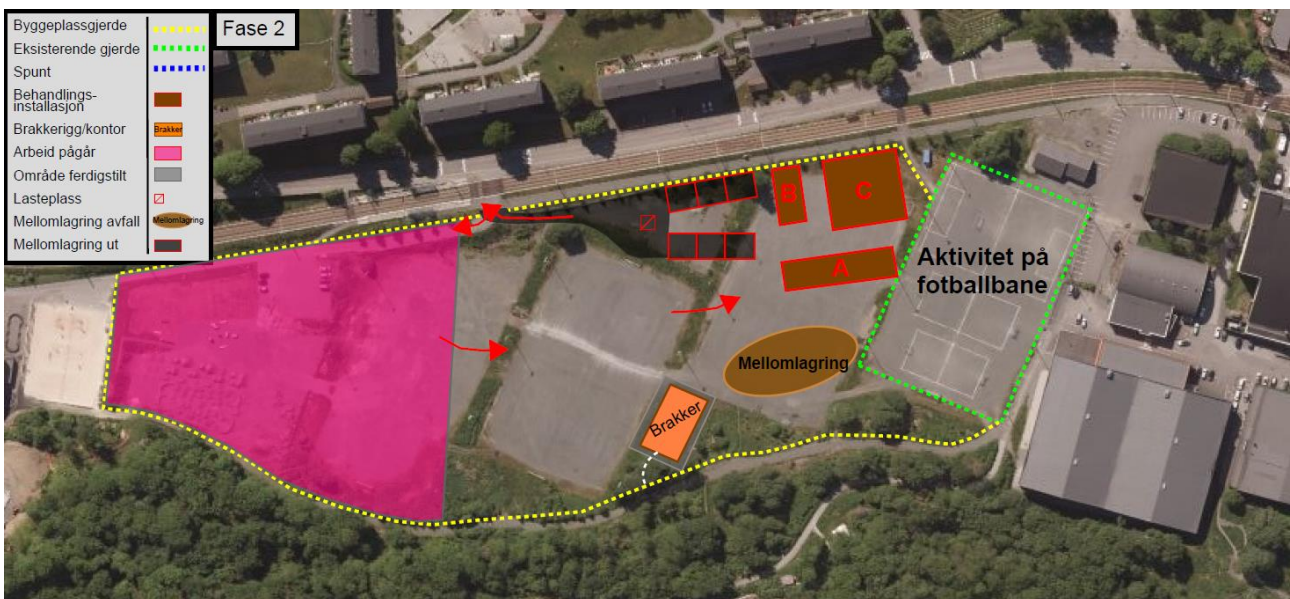 Fase 2
Byggeplassgjerde
Eksisterende gjerde
Spunt
Behandlings-
installasjon
Brakkerigg/kontor
Brakker
Arbeid pågår
Område ferdigstilt
Lasteplass
Mellomlagring avfall
Mellomlagring
Mellomlagring ut
B
C
A
Aktivitet på
fotballbane
Mellomlagring
Brakker